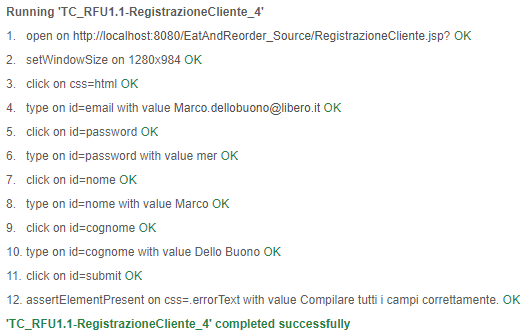 Running 'TC_RFU1.1-RegistrazioneCliente_4'
1. open on http://localhost:8080/EatAndReorder_Source/RegistrazioneCliente.jsp? OK
2. setWindowSize on 1280x984 OK
3. click on css=html OK
4. type on id=email with value Marco.dellobuono@libero.it OK
5. click on id=password OK
6. type on id=password with value mer OK
7. click on id=nome OK
8. type on id=nome with value Marco OK
9. click on id=cognome OK
10. type on id=cognome with value Dello Buono OK
11. click on id=submit OK
12. assertElementPresent on css=.errorText with value Compilare tutti i campi correttamente. OK
'TC_RFU1.1-RegistrazioneCliente_4' completed successfully